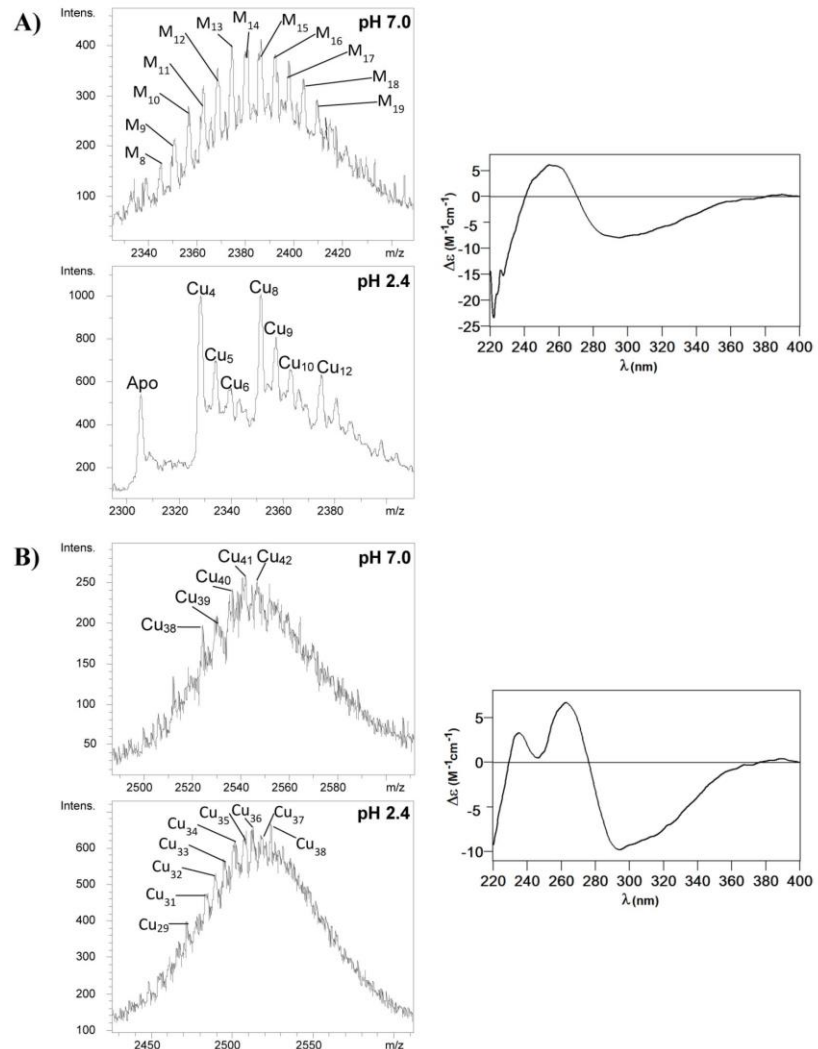 A)
Intens.
pH 7.0
400
300
200
100
M8
M9
M10
M11
M12
M13
M14
M15
M16
M17
M18
M19
2340 2360 2380 2400 2420 m/z
Intens.
pH 2.4
1000
800
600
400
200
Apo
Cu4
Cu5
Cu6
Cu8
Cu9
Cu10
Cu12
2300 2320 2340 2360 2380 m/z
Δε (M⁻¹cm⁻¹)
5
0
-5
-10
-15
-20
-25
220 240 260 290 320 340 360 380 400
λ(nm)
B)
Intens.
pH 7.0
250
200
150
100
50
Cu38
Cu39
Cu40
Cu41
Cu42
2500 2520 2540 2560 2580 m/z
pH 2.4
Intens.
600
500
400
300
200
100
Cu29
Cu31
Cu32
Cu33
Cu34
Cu35
Cu36
Cu37
Cu38
2450 2500 2550 m/z
Δε (M⁻¹cm⁻¹)
5
0
-5
-10
220 240 260 280 300 320 340 360 380 400
λ(nm)